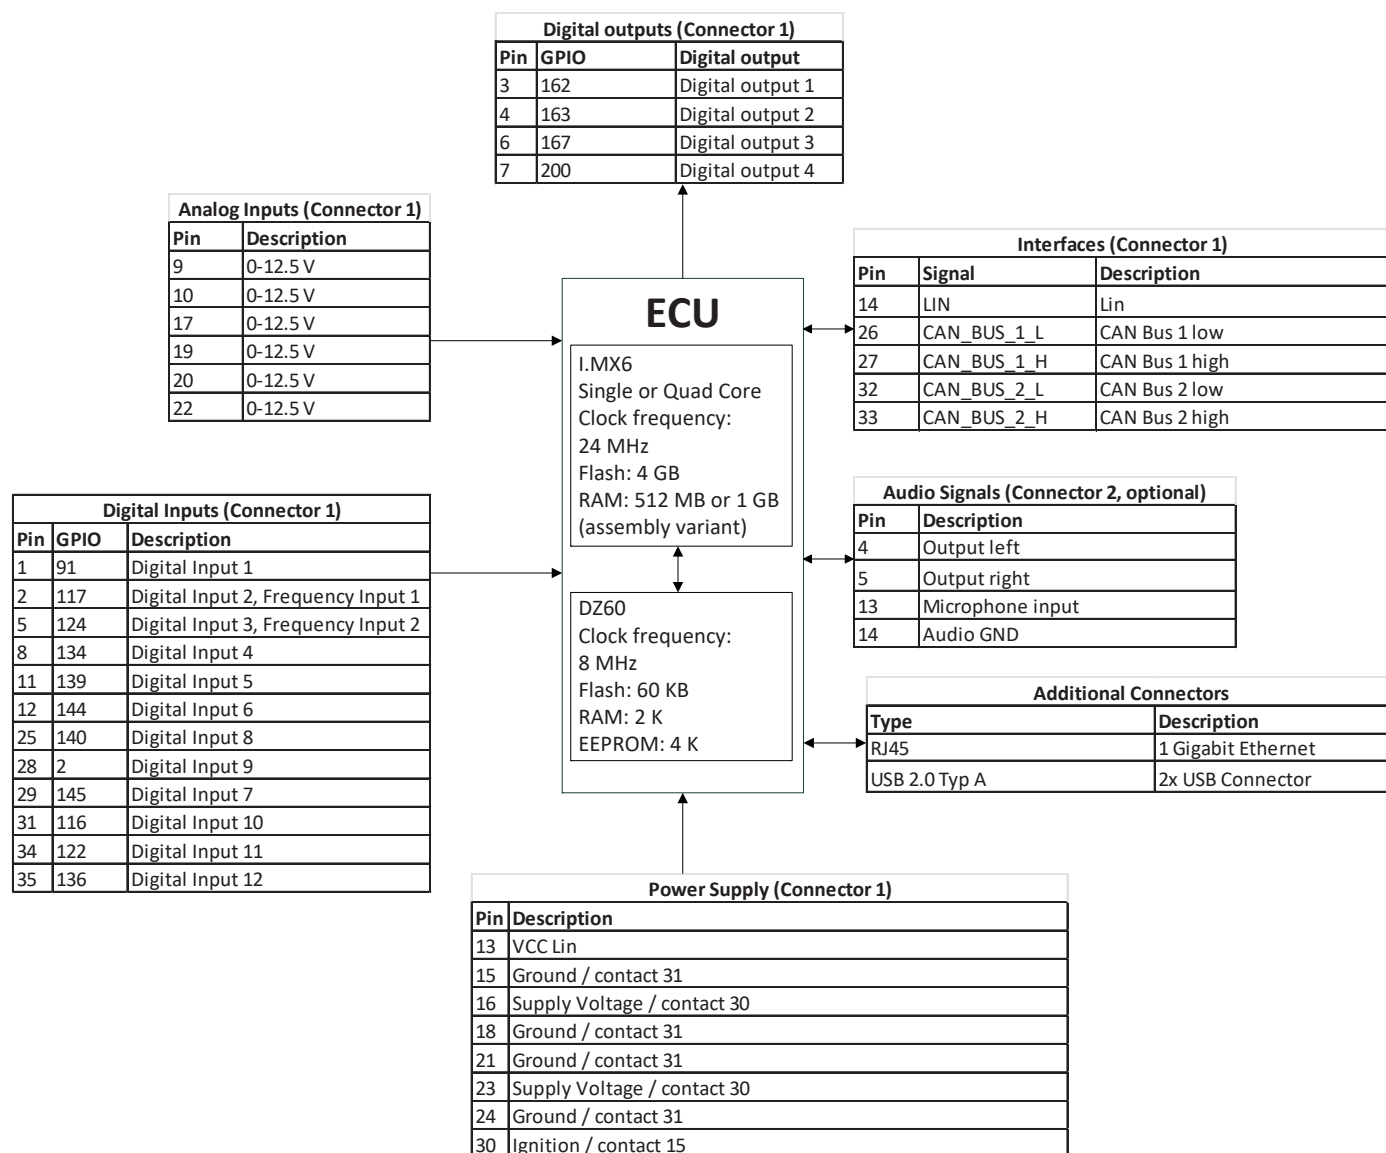 Digital outputs (Connector 1)
Pin GPIO Digital output
3 162 Digital output 1
4 163 Digital output 2
6 167 Digital output 3
7 200 Digital output 4
Analog Inputs (Connector 1)
Pin Description
9 0-12.5 V
10 0-12.5 V
17 0-12.5 V
19 0-12.5 V
20 0-12.5 V
22 0-12.5 V
Interfaces (Connector 1)
Pin Signal Description
14 LIN Lin
26 CAN_BUS_1_L CAN Bus 1 low
27 CAN_BUS_1_H CAN Bus 1 high
32 CAN_BUS_2_L CAN Bus 2 low
33 CAN_BUS_2_H CAN Bus 2 high
ECU
I.MX6
Single or Quad Core
Clock frequency:
24 MHz
Flash: 4 GB
RAM: 512 MB or 1 GB
(assembly variant)
DZ60
Clock frequency:
8 MHz
Flash: 60 KB
RAM: 2 K
EEPROM: 4 K
Digital Inputs (Connector 1)
Pin GPIO Description
1 91 Digital Input 1
2 117 Digital Input 2, Frequency Input 1
5 124 Digital Input 3, Frequency Input 2
8 134 Digital Input 4
11 139 Digital Input 5
12 144 Digital Input 6
25 140 Digital Input 8
28 2 Digital Input 9
29 145 Digital Input 7
31 116 Digital Input 10
34 122 Digital Input 11
35 136 Digital Input 12
Audio Signals (Connector 2, optional)
Pin Description
4 Output left
5 Output right
13 Microphone input
14 Audio GND
Additional Connectors
Type Description
RJ45 1 Gigabit Ethernet
USB 2.0 Typ A 2x USB Connector
Power Supply (Connector 1)
Pin Description
13 VCC Lin
15 Ground / contact 31
16 Supply Voltage / contact 30
18 Ground / contact 31
21 Ground / contact 31
23 Supply Voltage / contact 30
24 Ground / contact 31
30 Ignition / contact 15